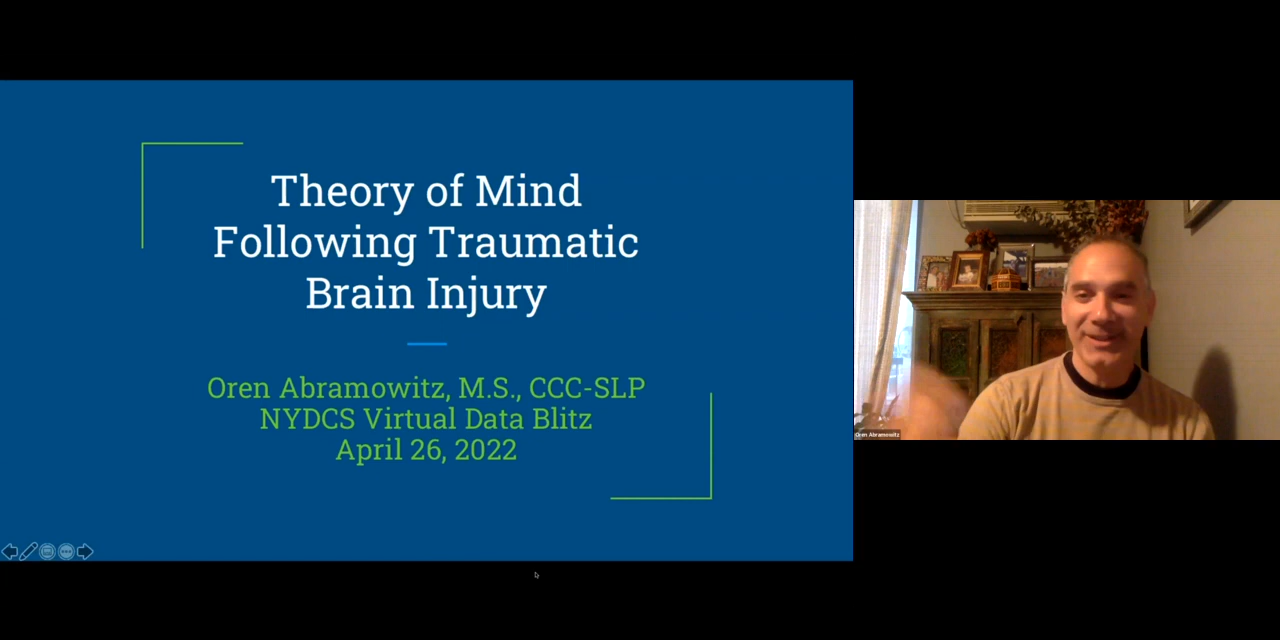 Theory of Mind
Following Traumatic
Brain Injury
Oren Abramowitz, M.S., CCC-SLP
NYDCS Virtual Data Blitz
April 26, 2022
Oren Abramowitz